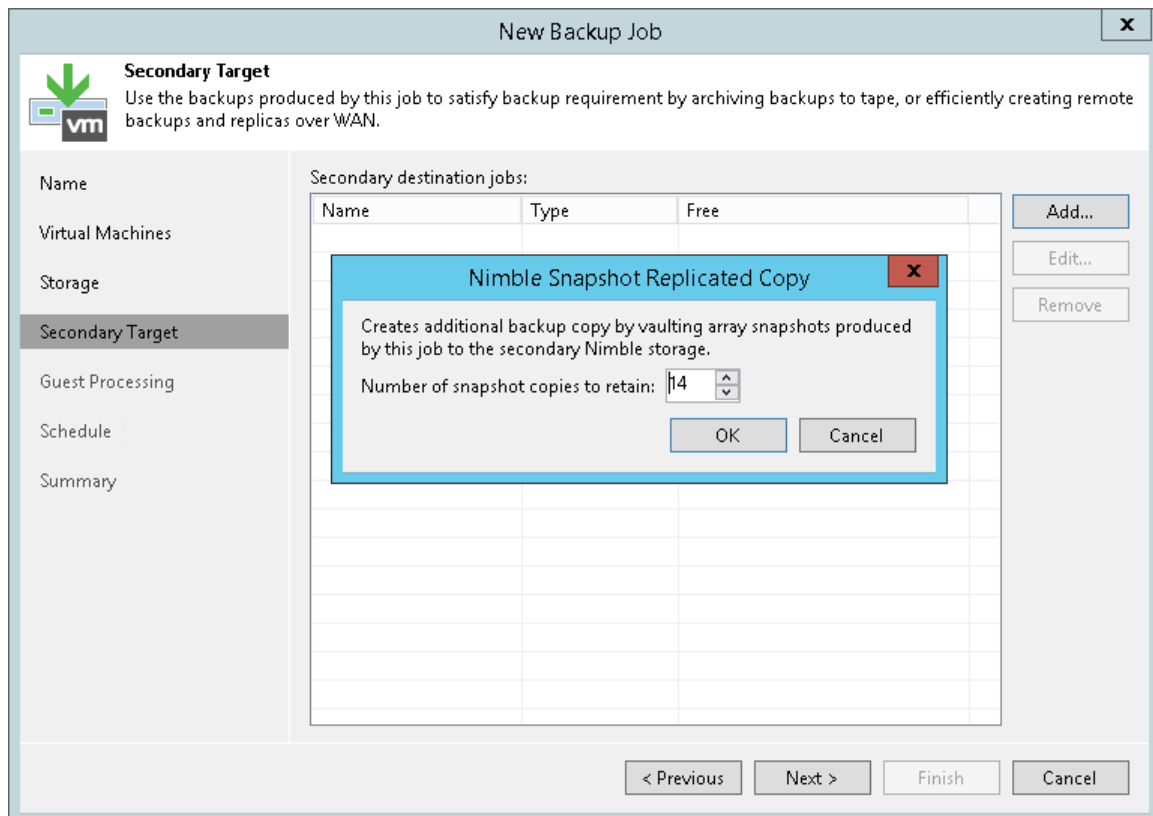 New Backup Job
x
Secondary Target
Use the backups produced by this job to satisfy backup requirement by archiving backups to tape, or efficiently creating remote
backups and replicas over WAN.
vm
Name
Virtual Machines
Storage
Secondary Target
Guest Processing
Schedule
Summary
Secondary destination jobs:
Name Type Free
Add...
Edit...
Remove
Nimble Snapshot Replicated Copy
x
Creates additional backup copy by vaulting array snapshots produced
by this job to the secondary Nimble storage.
Number of snapshot copies to retain: 14
OK Cancel
< Previous Next > Finish Cancel